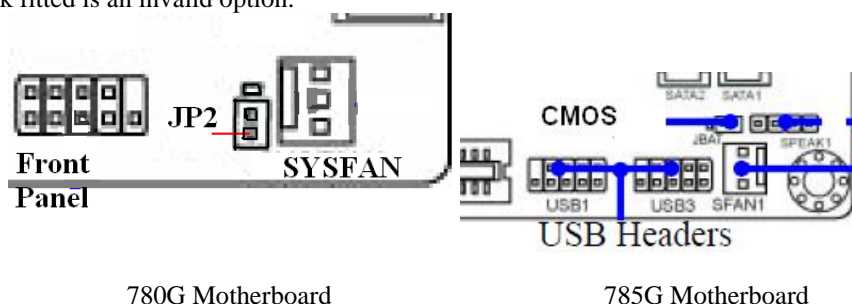 k fitted is an invalid option.
JP2
SYSFAN
Front
Panel
SATA2 SATA1
CMOS
JBAT
SPEAK1
USB1 USB3 SFAN1
USB Headers
780G Motherboard 785G Motherboard